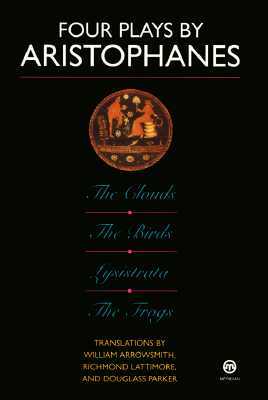 FOUR PLAYS BY
ARISTOPHANES
The Clouds
The Birds
Lysistrata
The Frogs
TRANSLATIONS BY
WILLIAM ARROWSMITH,
RICHMOND LATTIMORE,
AND DOUGLASS PARKER
MERIDIAN